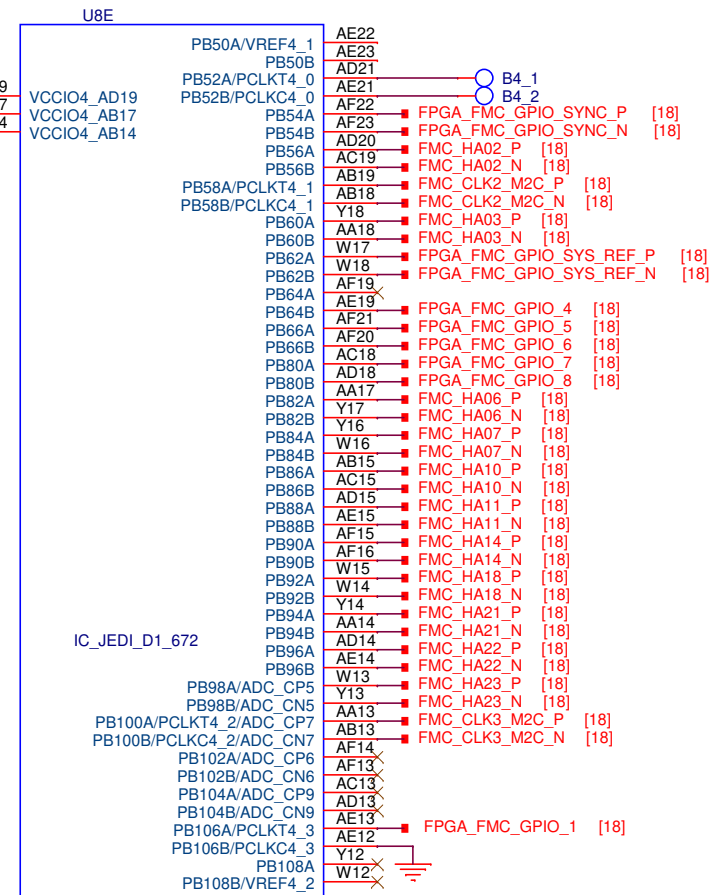 U8E
PB50A/VREF4_1 AE22
PB50B AE23
PB52A/PCLKT4_0 AD21 B4_1
9 VCCIO4_AD19 PB52B/PCLKC4_0 AE21 B4_2
7 VCCIO4_AB17 PB54A AF22 FPGA_FMC_GPIO_SYNC_P [18]
4 VCCIO4_AB14 PB54B AF23 FPGA_FMC_GPIO_SYNC_N [18]
PB56A AD20 FMC_HA02_P [18]
PB56B AC19 FMC_HA02_N [18]
PB58A/PCLKT4_1 AB19 FMC_CLK2_M2C_P [18]
PB58B/PCLKC4_1 AB18 FMC_CLK2_M2C_N [18]
PB60A Y18 FMC_HA03_P [18]
PB60B AA18 FMC_HA03_N [18]
PB62A W17 FPGA_FMC_GPIO_SYS_REF_P [18]
PB62B W18 FPGA_FMC_GPIO_SYS_REF_N [18]
PB64A AF19
PB64B AE19 FPGA_FMC_GPIO_4 [18]
PB66A AF21 FPGA_FMC_GPIO_5 [18]
PB66B AF20 FPGA_FMC_GPIO_6 [18]
PB80A AC18 FPGA_FMC_GPIO_7 [18]
PB80B AD18 FPGA_FMC_GPIO_8 [18]
PB82A AA17 FMC_HA06_P [18]
PB82B Y17 FMC_HA06_N [18]
PB84A Y16 FMC_HA07_P [18]
PB84B W16 FMC_HA07_N [18]
PB86A AB15 FMC_HA10_P [18]
PB86B AC15 FMC_HA10_N [18]
PB88A AD15 FMC_HA11_P [18]
PB88B AE15 FMC_HA11_N [18]
PB90A AF15 FMC_HA14_P [18]
PB90B AF16 FMC_HA14_N [18]
PB92A W15 FMC_HA18_P [18]
PB92B W14 FMC_HA18_N [18]
PB94A Y14 FMC_HA21_P [18]
IC_JEDI_D1_672 PB94B AA14 FMC_HA21_N [18]
PB96A AD14 FMC_HA22_P [18]
PB96B AE14 FMC_HA22_N [18]
PB98A/ADC_CP5 W13 FMC_HA23_P [18]
PB98B/ADC_CN5 Y13 FMC_HA23_N [18]
PB100A/PCLKT4_2/ADC_CP7 AA13 FMC_CLK3_M2C_P [18]
PB100B/PCLKC4_2/ADC_CN7 AB13 FMC_CLK3_M2C_N [18]
PB102A/ADC_CP6 AF14
PB102B/ADC_CN6 AF13
PB104A/ADC_CP9 AC13
PB104B/ADC_CN9 AD13
PB106A/PCLKT4_3 AE13 FPGA_FMC_GPIO_1 [18]
PB106B/PCLKC4_3 AE12
PB108A Y12
PB108B/VREF4_2 W12